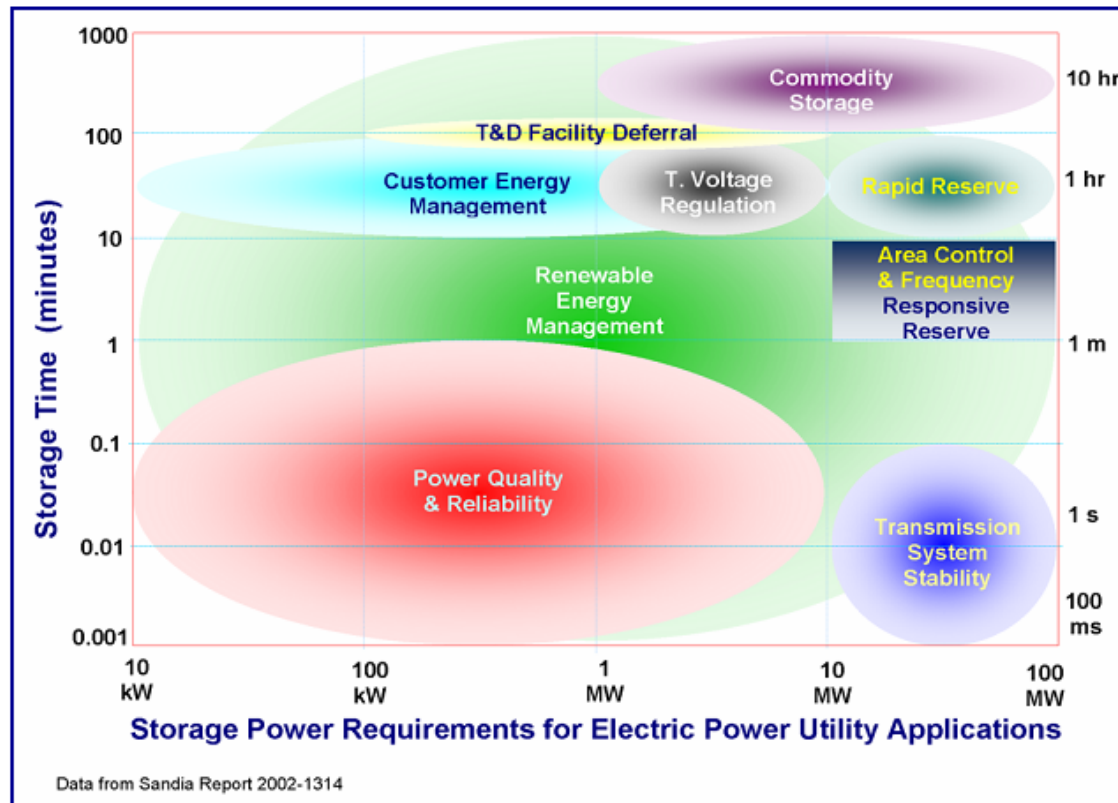 1000
100
10
1
0.1
0.01
0.001
Storage Time (minutes)
Commodity
Storage
T&D Facility Deferral
Customer Energy
Management
T. Voltage
Regulation
Rapid Reserve
Renewable
Energy
Management
Area Control
& Frequency
Responsive
Reserve
Power Quality
& Reliability
Transmission
System
Stability
10 hr
1 hr
1 m
1 s
100
ms
10
kW
100
kW
1
MW
10
MW
100
MW
Storage Power Requirements for Electric Power Utility Applications
Data from Sandia Report 2002-1314